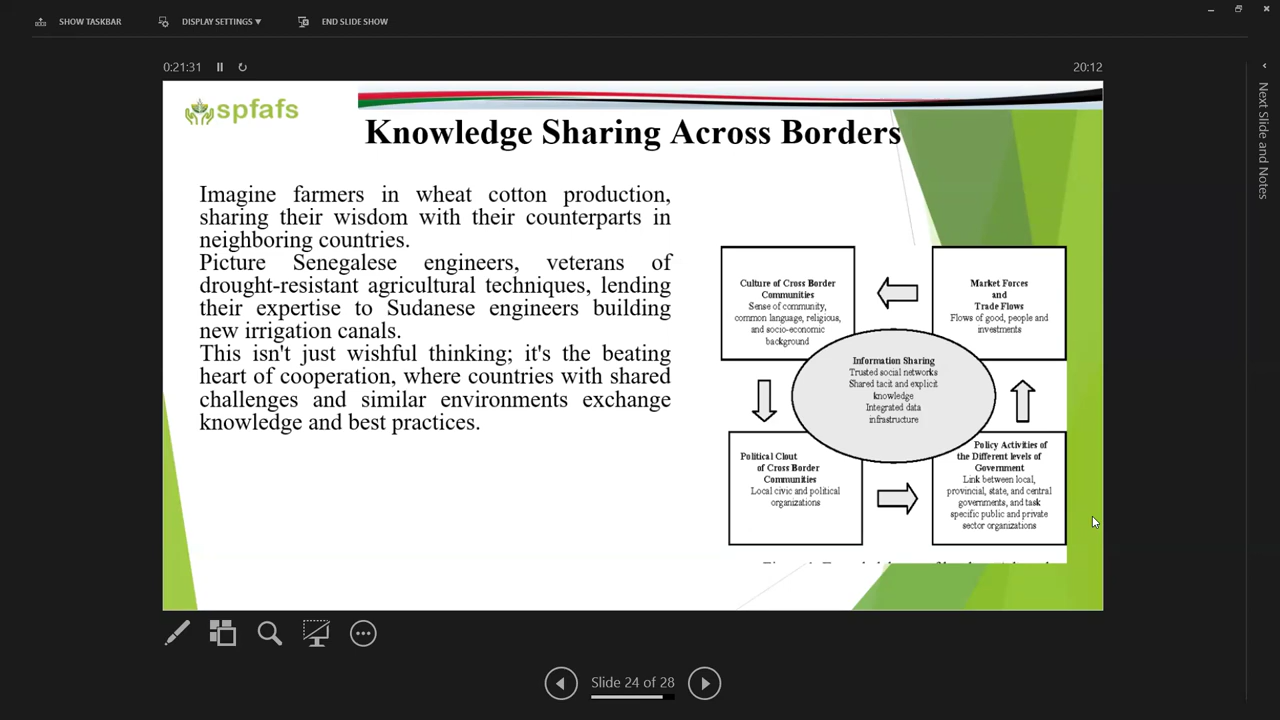 SHOW TASKBAR
DISPLAY SETTINGS
END SLIDE SHOW
0:21:31
20:12
spfafs
Knowledge Sharing Across Borders
Imagine farmers in wheat cotton production,
sharing their wisdom with their counterparts in
neighboring countries.
Picture Senegalese engineers, veterans of
drought-resistant agricultural techniques, lending
their expertise to Sudanese engineers building
new irrigation canals.
This isn't just wishful thinking; it's the beating
heart of cooperation, where countries with shared
challenges and similar environments exchange
knowledge and best practices.
Culture of Cross Border
Communities
Sense of community,
common language, religious,
and socio-economic
background
Market Forces
and
Trade Flows
Flows of good, people and
investments
Information Sharing
Trusted social networks
Shared tacit and explicit
knowledge
Integrated data
infrastructure
Political Clout
of Cross Border
Communities
Local civic and political
organizations
Policy Activities of
the Different levels of
Government
Link between local,
provincial, state, and central
governments, and task
specific public and private
sector organizations
Next Slide and Notes
Slide 24 of 28